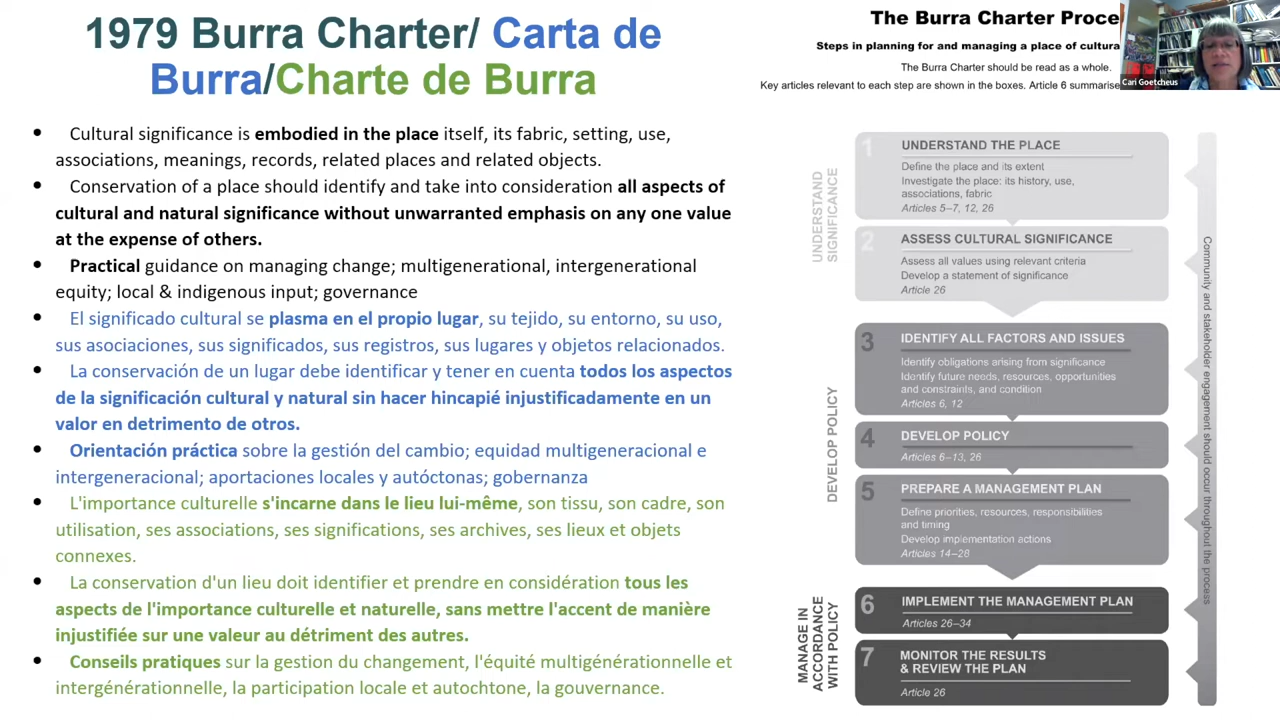 1979 Burra Charter/ Carta de
Burra/Charte de Burra
• Cultural significance is embodied in the place itself, its fabric, setting, use,
associations, meanings, records, related places and related objects.
• Conservation of a place should identify and take into consideration all aspects of
cultural and natural significance without unwarranted emphasis on any one value
at the expense of others.
• Practical guidance on managing change; multigenerational, intergenerational
equity; local & indigenous input; governance
• El significado cultural se plasma en el propio lugar, su tejido, su entorno, su uso,
sus asociaciones, sus significados, sus registros, sus lugares y objetos relacionados.
• La conservación de un lugar debe identificar y tener en cuenta todos los aspectos
de la significación cultural y natural sin hacer hincapié injustificadamente en un
valor en detrimento de otros.
• Orientación práctica sobre la gestión del cambio; equidad multigeneracional e
intergeneracional; aportaciones locales y autóctonas; gobernanza
• L'importance culturelle s'incarne dans le lieu lui-même, son tissu, son cadre, son
utilisation, ses associations, ses significations, ses archives, ses lieux et objets
connexes.
• La conservation d'un lieu doit identifier et prendre en considération tous les
aspects de l'importance culturelle et naturelle, sans mettre l'accent de manière
injustifiée sur une valeur au détriment des autres.
• Conseils pratiques sur la gestion du changement, l'équité multigénérationnelle et
intergénérationnelle, la participation locale et autochtone, la gouvernance.
The Burra Charter Proce
Steps in planning for and managing a place of cultura
The Burra Charter should be read as a whole.
Key articles relevant to each step are shown in the boxes. Article 6 summarise
Cari Goetcheus
UNDERSTAND
SIGNIFICANCE
1 UNDERSTAND THE PLACE
Define the place and its extent
Investigate the place: its history, use,
associations, fabric
Articles 5–7, 12, 26
2 ASSESS CULTURAL SIGNIFICANCE
Assess all values using relevant criteria
Develop a statement of significance
Article 26
DEVELOP POLICY
3 IDENTIFY ALL FACTORS AND ISSUES
Identify obligations arising from significance
Identify future needs, resources, opportunities
and constraints, and condition
Articles 6, 12
4 DEVELOP POLICY
Articles 6–13, 26
5 PREPARE A MANAGEMENT PLAN
Define priorities, resources, responsibilities
and timing
Develop implementation actions
Articles 14–28
MANAGE IN
ACCORDANCE
WITH POLICY
6 IMPLEMENT THE MANAGEMENT PLAN
Articles 26–34
7 MONITOR THE RESULTS
& REVIEW THE PLAN
Article 26
Community and stakeholder engagement should occur throughout the process